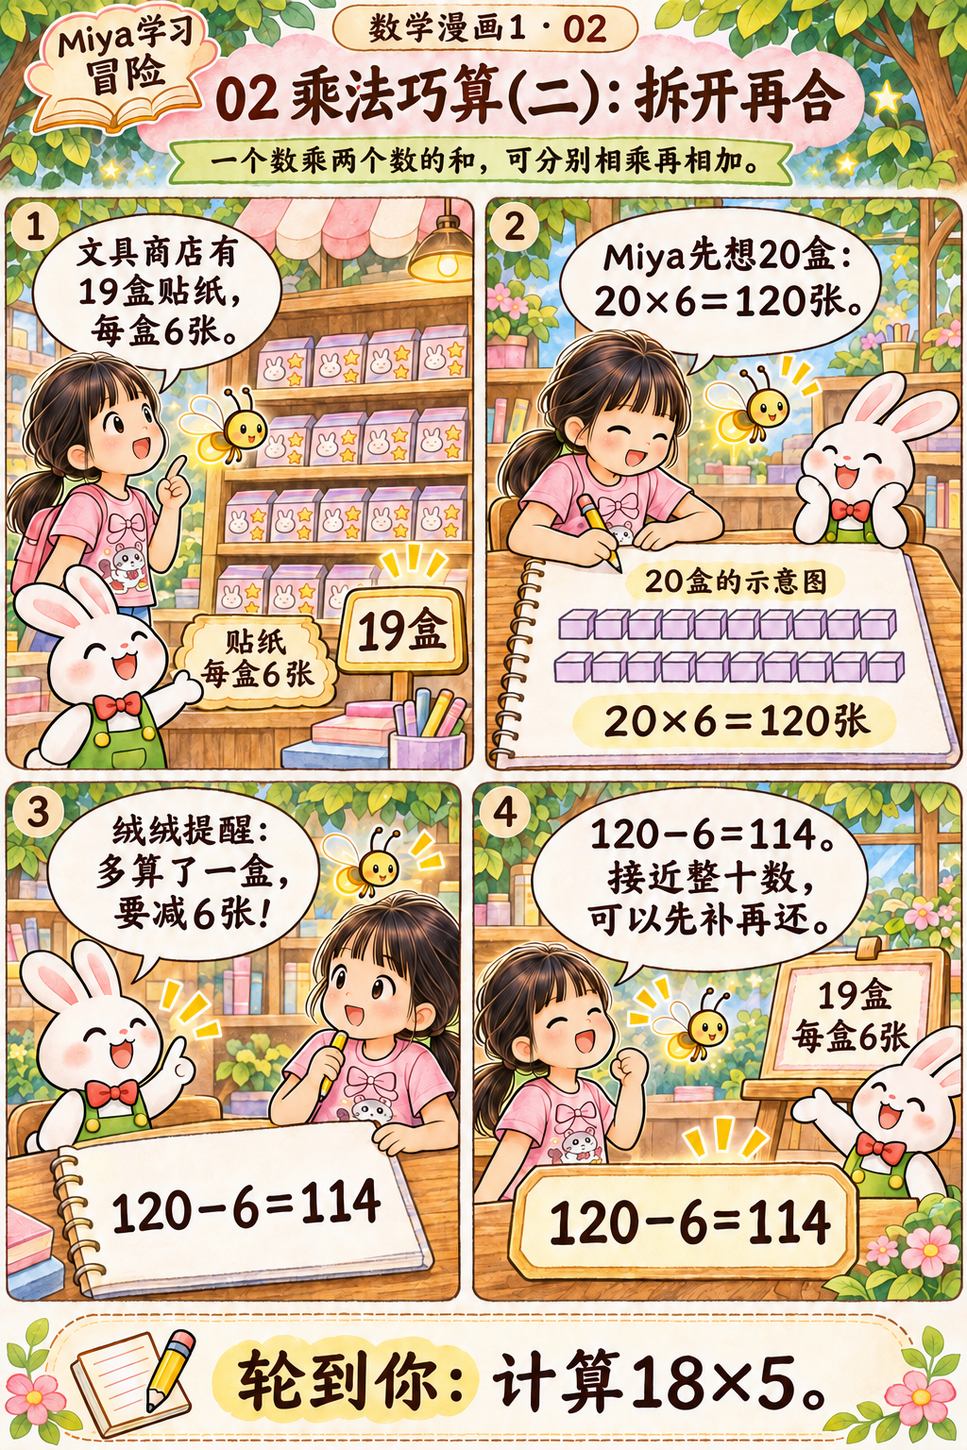 Miya学习
冒险
数学漫画1·02
02 乘法巧算(二):拆开再合
一个数乘两个数的和，可分别相乘再相加。
1
文具商店有
19盒贴纸，
每盒6张。
贴纸
每盒6张
19盒
2
Miya先想20盒：
20×6=120张。
20盒的示意图
20×6=120张
3
绒绒提醒：
多算了一盒，
要减6张！
120-6=114
4
120-6=114。
接近整十数，
可以先补再还。
19盒
每盒6张
120-6=114
轮到你：计算18×5。